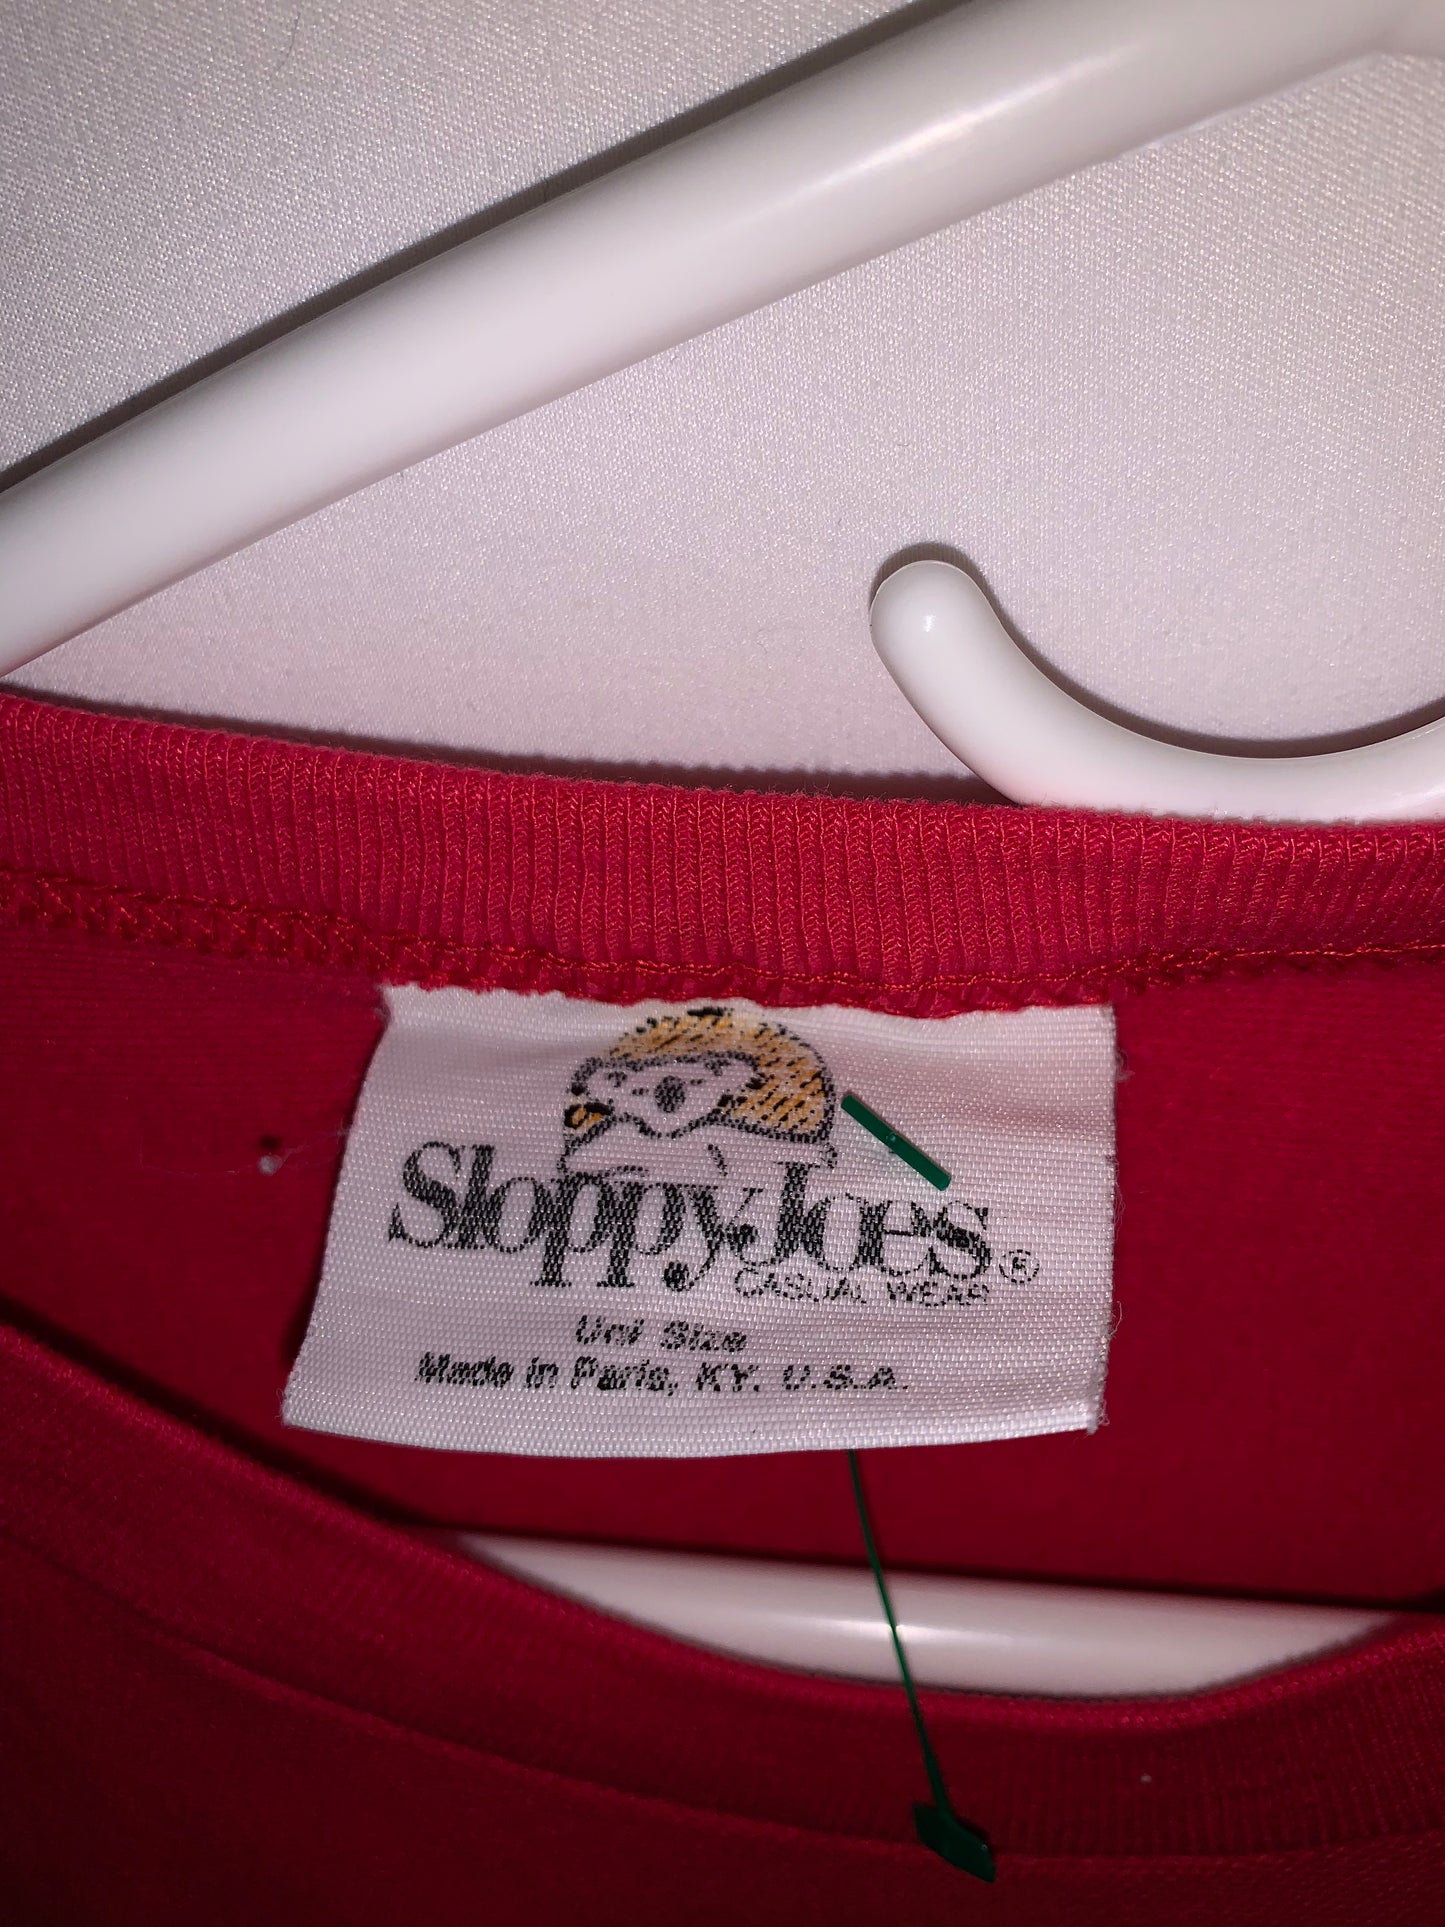 SloppyJoes®
CASUAL WEAR
Uni Size
Made in Paris, KY. U.S.A.